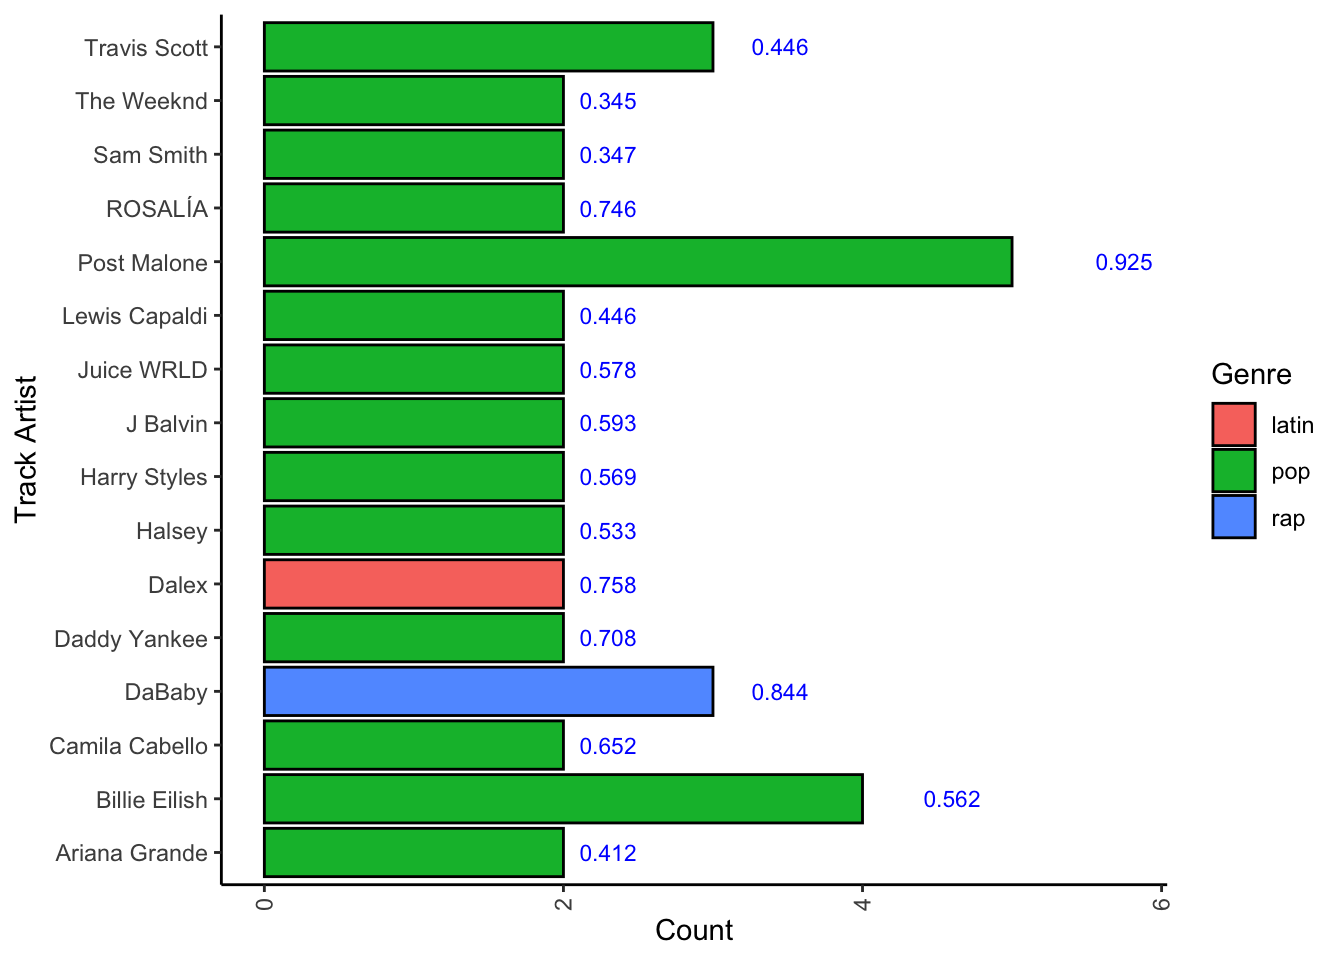 Travis Scott 0.446
The Weeknd 0.345
Sam Smith 0.347
ROSALÍA 0.746
Post Malone 0.925
Lewis Capaldi 0.446
Juice WRLD 0.578
J Balvin 0.593
Harry Styles 0.569
Halsey 0.533
Dalex 0.758
Daddy Yankee 0.708
DaBaby 0.844
Camila Cabello 0.652
Billie Eilish 0.562
Ariana Grande 0.412
0 2 4 6
Count
Track Artist
Genre
latin
pop
rap